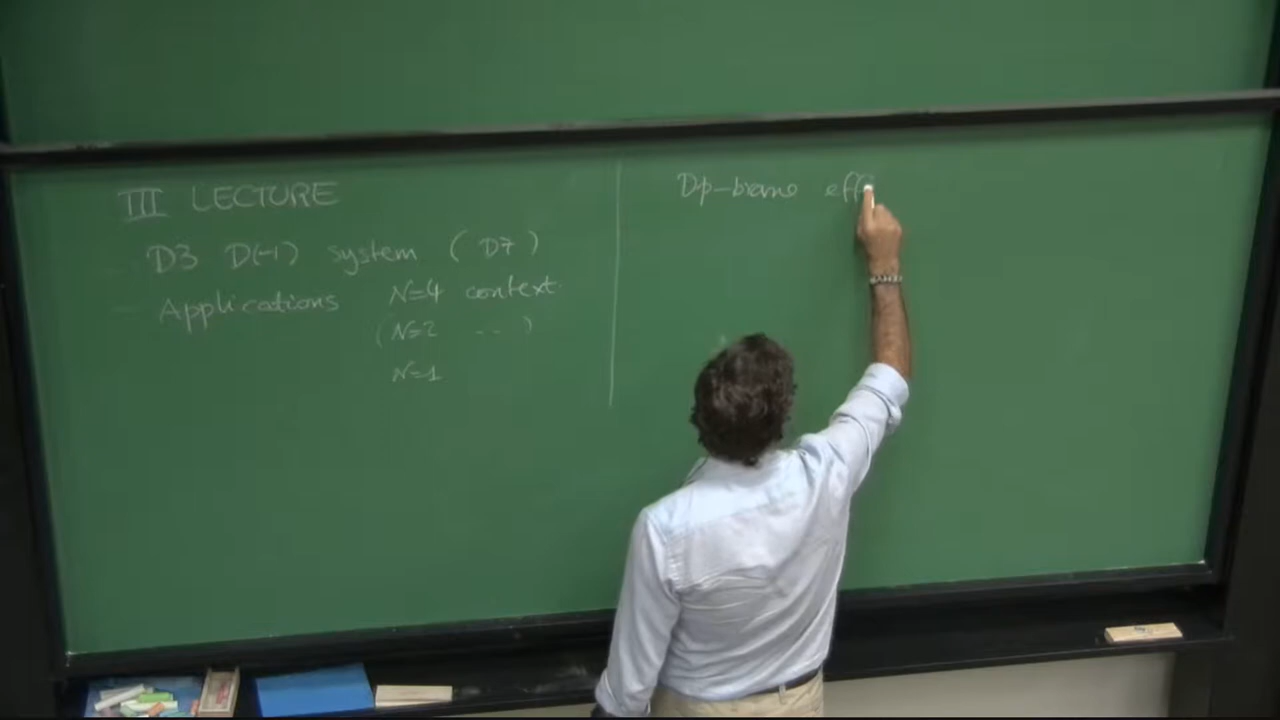 III LECTURE
D3 D(-1) system ( D7 )
Applications N=4 context
( N=2 -- )
N=1
Dp-brane eff